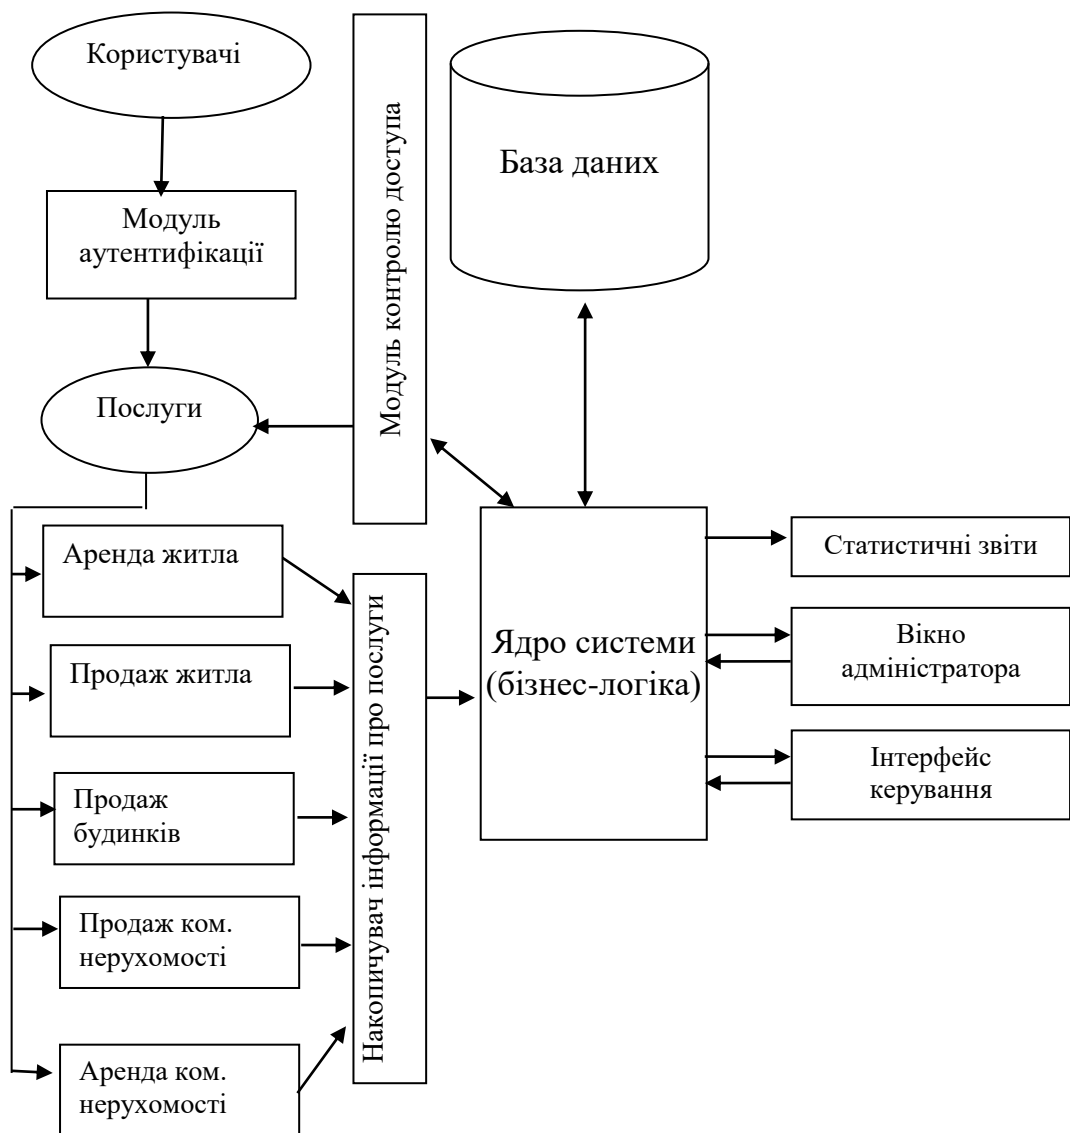 Користувачі
Модуль
аутентифікації
Послуги
Модуль контролю доступа
База даних
Аренда житла
Продаж житла
Продаж
будинків
Продаж ком.
нерухомості
Аренда ком.
нерухомості
Накопичувач інформації про послуги
Ядро системи
(бізнес-логіка)
Статистичні звіти
Вікно
адміністратора
Інтерфейс
керування